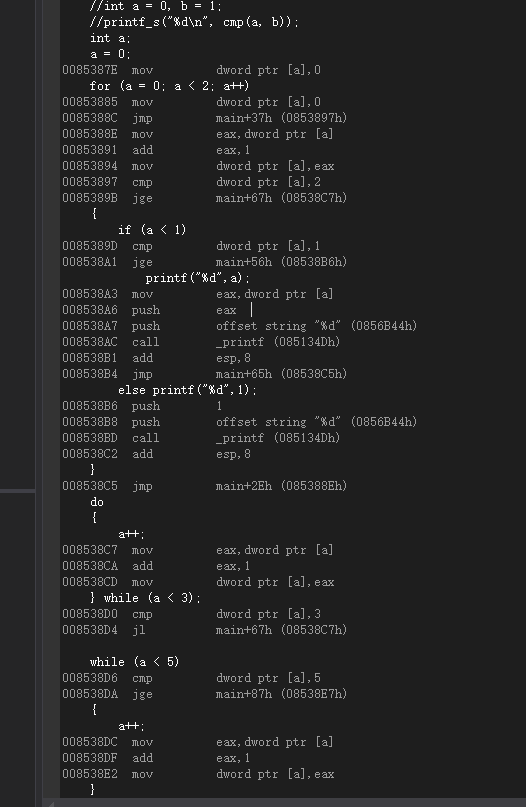 //int a = 0, b = 1;
//printf_s("%d\n", cmp(a, b));
int a;
a = 0;
0085387E mov dword ptr [a],0
for (a = 0; a < 2; a++)
00853885 mov dword ptr [a],0
0085388C jmp main+37h (0853897h)
0085388E mov eax,dword ptr [a]
00853891 add eax,1
00853894 mov dword ptr [a],eax
00853897 cmp dword ptr [a],2
0085389B jge main+67h (08538C7h)
{
if (a < 1)
0085389D cmp dword ptr [a],1
008538A1 jge main+56h (08538B6h)
printf("%d",a);
008538A3 mov eax,dword ptr [a]
008538A6 push eax
008538A7 push offset string "%d" (0856B44h)
008538AC call _printf (085134Dh)
008538B1 add esp,8
008538B4 jmp main+65h (08538C5h)
else printf("%d",1);
008538B6 push 1
008538B8 push offset string "%d" (0856B44h)
008538BD call _printf (085134Dh)
008538C2 add esp,8
}
008538C5 jmp main+2Eh (085388Eh)
do
{
a++;
008538C7 mov eax,dword ptr [a]
008538CA add eax,1
008538CD mov dword ptr [a],eax
} while (a < 3);
008538D0 cmp dword ptr [a],3
008538D4 jl main+67h (08538C7h)
while (a < 5)
008538D6 cmp dword ptr [a],5
008538DA jge main+87h (08538E7h)
{
a++;
008538DC mov eax,dword ptr [a]
008538DF add eax,1
008538E2 mov dword ptr [a],eax
}